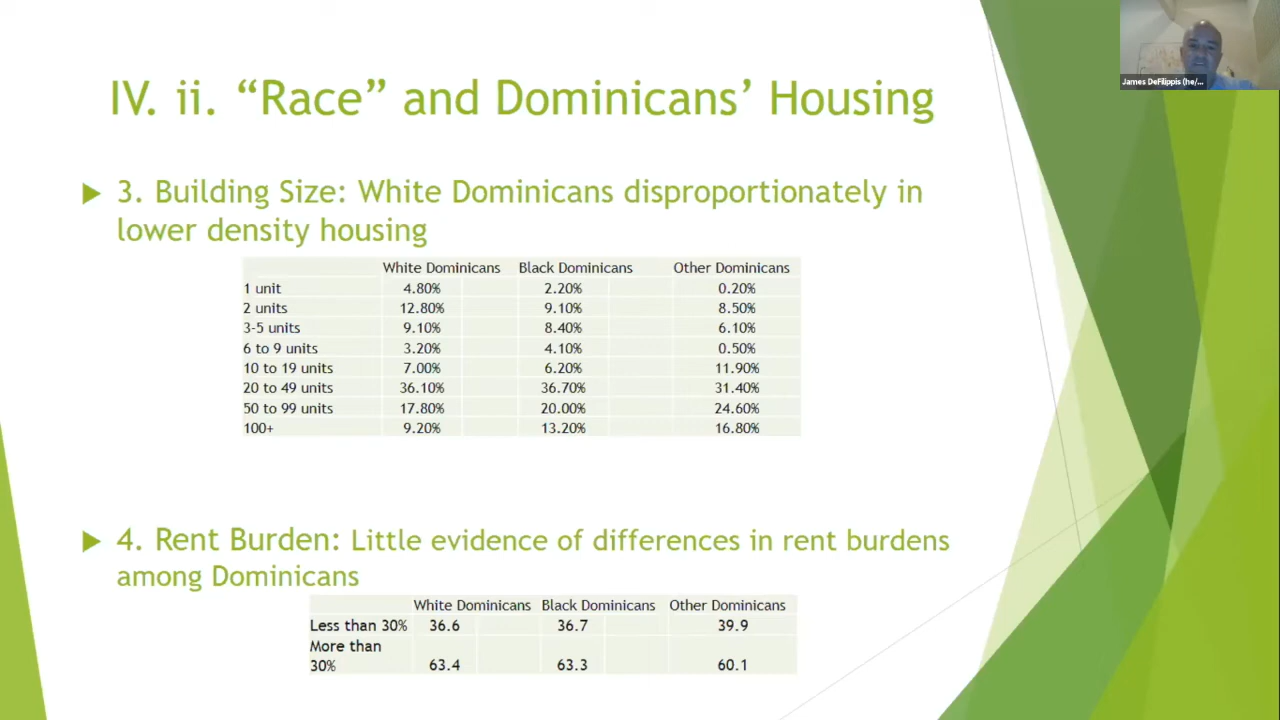 IV. ii. “Race” and Dominicans’ Housing
James DeFilippis (he/...
3. Building Size: White Dominicans disproportionately in
lower density housing
White Dominicans Black Dominicans Other Dominicans
1 unit 4.80% 2.20% 0.20%
2 units 12.80% 9.10% 8.50%
3-5 units 9.10% 8.40% 6.10%
6 to 9 units 3.20% 4.10% 0.50%
10 to 19 units 7.00% 6.20% 11.90%
20 to 49 units 36.10% 36.70% 31.40%
50 to 99 units 17.80% 20.00% 24.60%
100+ 9.20% 13.20% 16.80%
4. Rent Burden: Little evidence of differences in rent burdens
among Dominicans
White Dominicans Black Dominicans Other Dominicans
Less than 30% 36.6 36.7 39.9
More than
30% 63.4 63.3 60.1